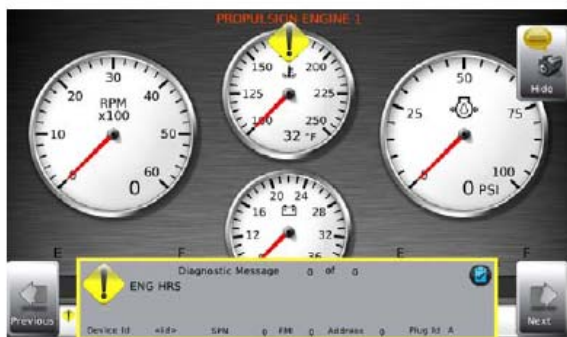 PROPULSION ENGINE 1
0 10 20 30 40 50 60
RPM
x100
0
100 125 150 200 225 250
32 °F
0 25 50 75 100
0 PSI
Hide
12 16 20 24 28 36
E F E F
Diagnostic Message 0 of 0
ENG HRS
Device Id <id> SPN 0 FMI 0 Address 0 Plug Id A
Previous
Next